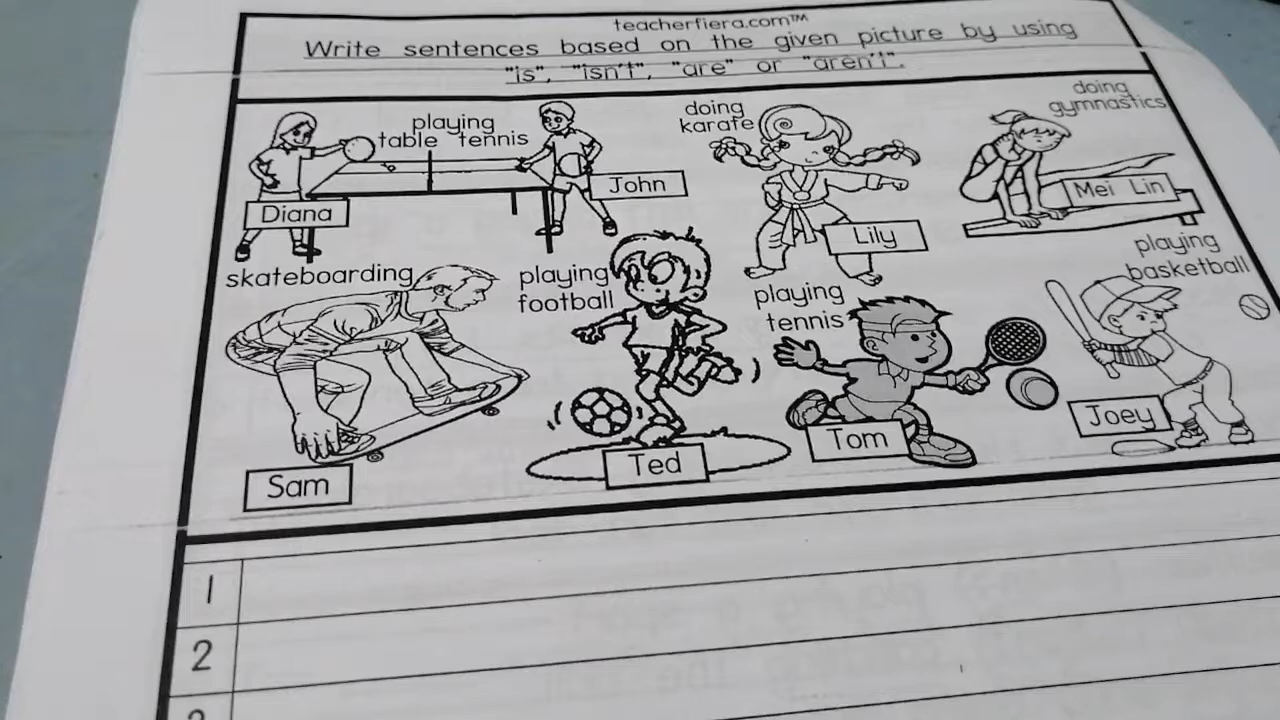 teacherfiera.com™
Write sentences based on the given picture by using
"is", "isn't", "are" or "aren't".
playing
table tennis
Diana
John
doing
karate
Lily
doing
gymnastics
Mei Lin
skateboarding
Sam
playing
football
Ted
playing
tennis
Tom
playing
basketball
Joey
1
2